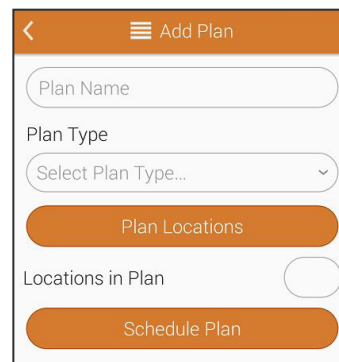 Add Plan
Plan Name
Plan Type
Select Plan Type...
Plan Locations
Locations in Plan
Schedule Plan